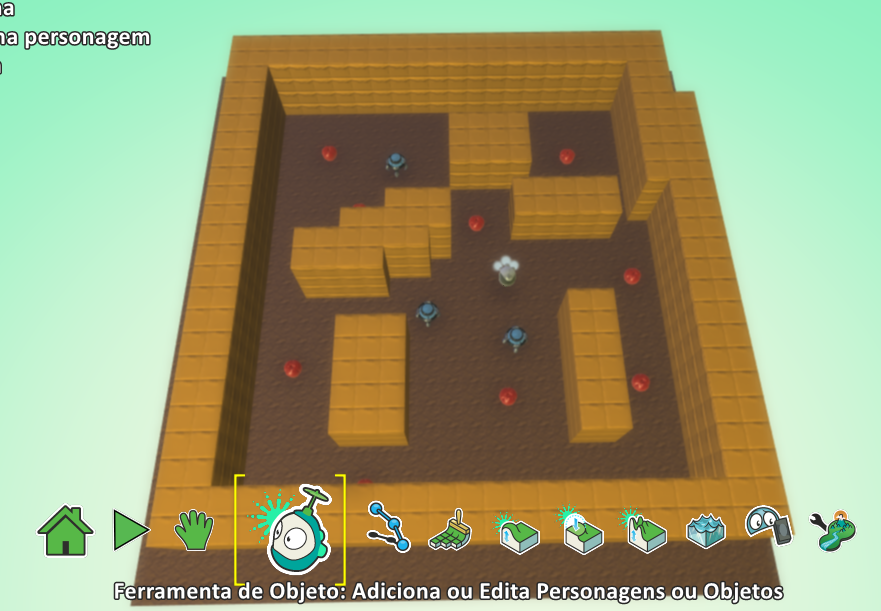 na personagem
Ferramenta de Objeto: Adiciona ou Edita Personagens ou Objetos